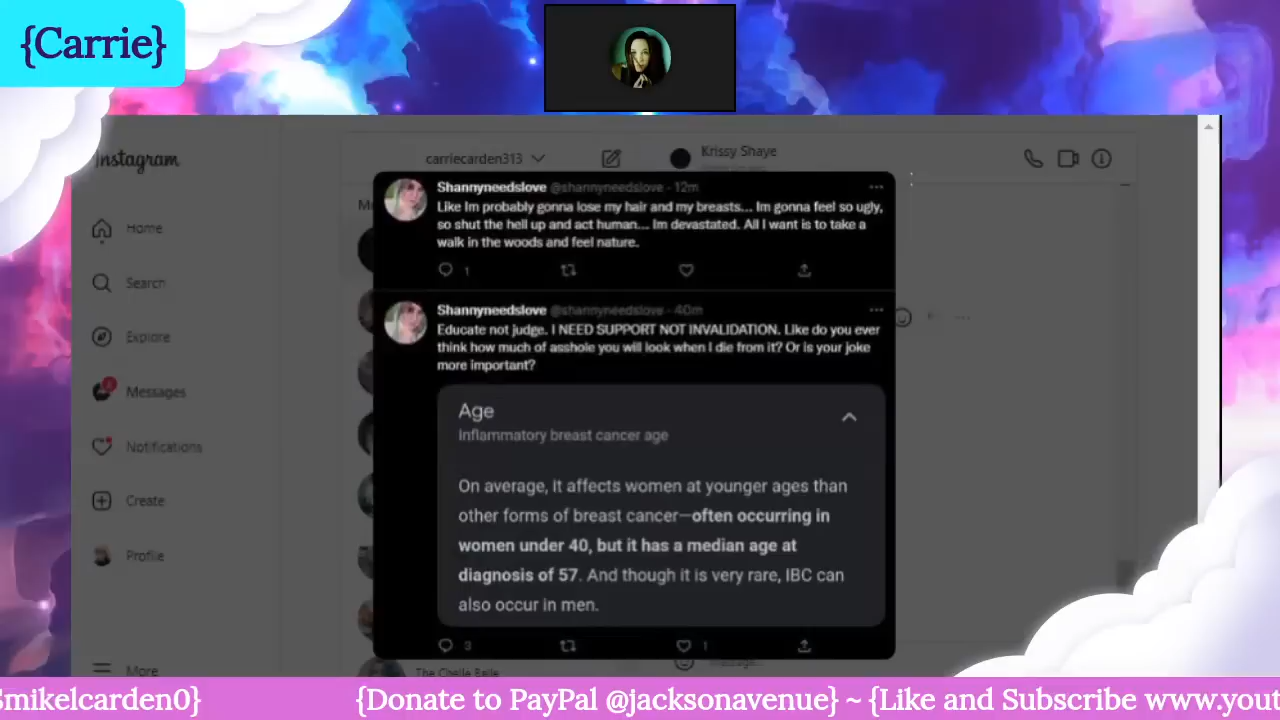 {Carrie}
Instagram
carriecarden313
Krissy Shaye
Home
Search
Explore
Messages
Notifications
Create
Profile
More
Shannyneedslove @shannyneedslove · 12m
Like Im probably gonna lose my hair and my breasts... Im gonna feel so ugly,
so shut the hell up and act human... Im devastated. All I want is to take a
walk in the woods and feel nature.
1
Shannyneedslove @shannyneedslove · 40m
Educate not judge. I NEED SUPPORT NOT INVALIDATION. Like do you ever
think how much of asshole you will look when I die from it? Or is your joke
more important?
Age
Inflammatory breast cancer age
On average, it affects women at younger ages than
other forms of breast cancer—often occurring in
women under 40, but it has a median age at
diagnosis of 57. And though it is very rare, IBC can
also occur in men.
3
1
The Chelle Belle
Smikelcarden0} {Donate to PayPal @jacksonavenue} ~ {Like and Subscribe www.yout